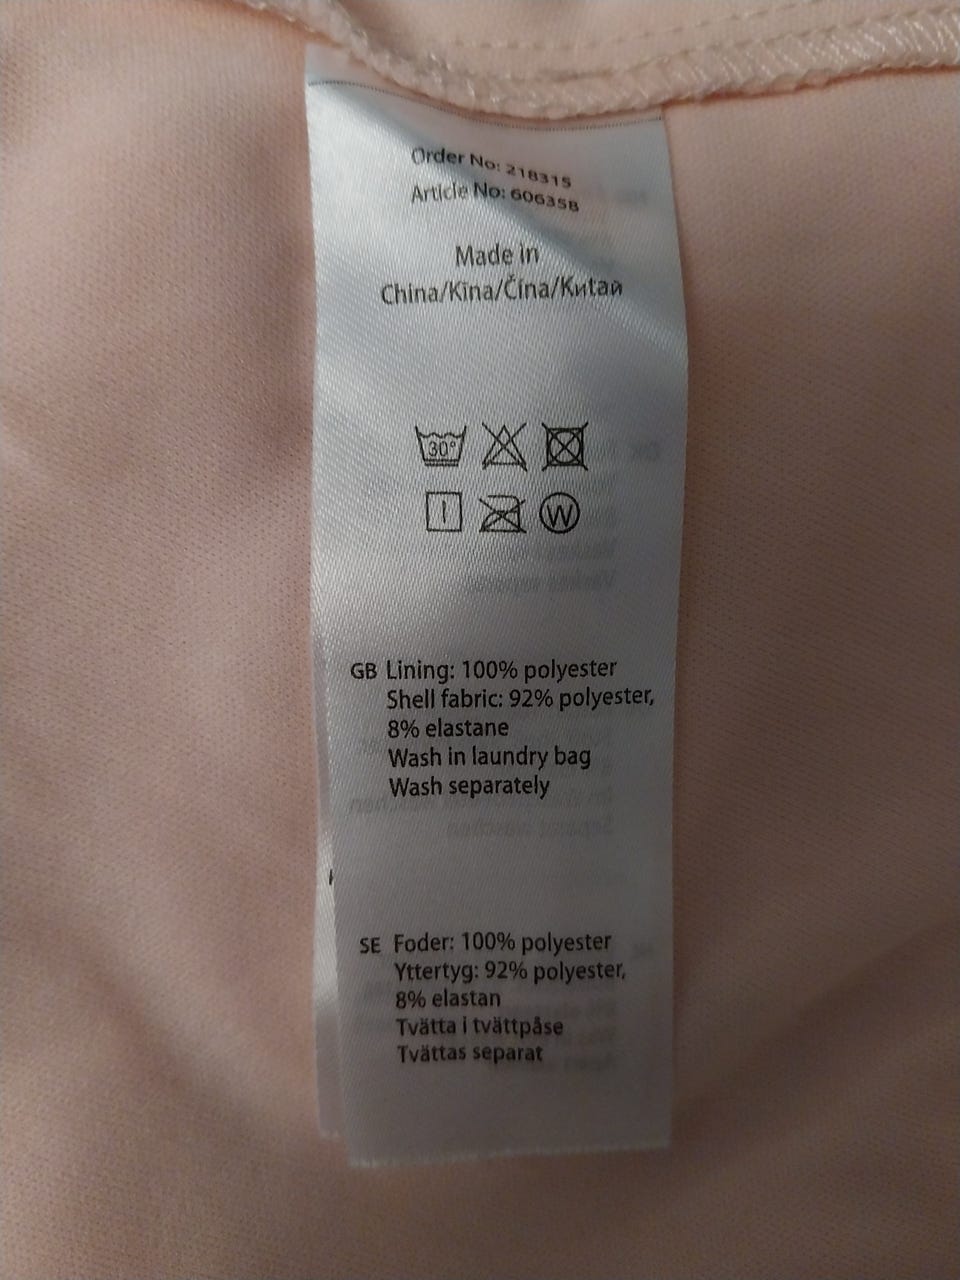 Order No: 218315
Article No: 606358
Made in
China/Kīna/Čína/Китай
30°
W
GB Lining: 100% polyester
Shell fabric: 92% polyester,
8% elastane
Wash in laundry bag
Wash separately
SE Foder: 100% polyester
Yttertyg: 92% polyester,
8% elastan
Tvätta i tvättpåse
Tvättas separat